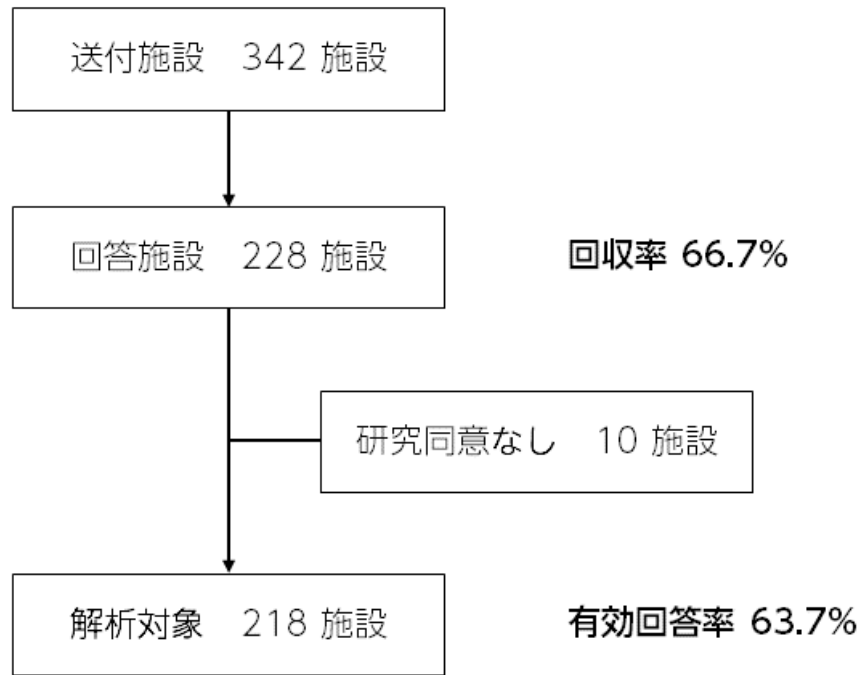 送付施設　342 施設
回答施設　228 施設
回収率 66.7%
研究同意なし　10 施設
解析対象　218 施設
有効回答率 63.7%